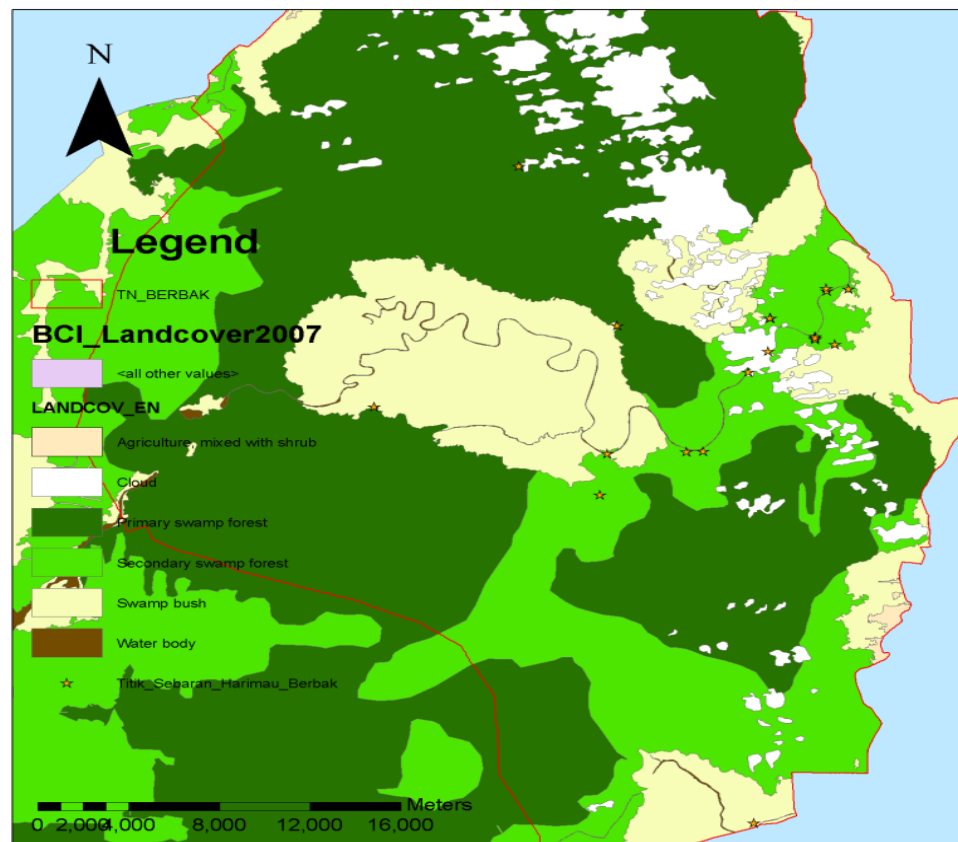 N
Legend
TN_BERBAK
BCI_Landcover2007
<all other values>
LANDCOV_EN
Agriculture, mixed with shrub
Cloud
Primary swamp forest
Secondary swamp forest
Swamp bush
Water body
Titik_Sebaran_Harimau_Berbak
Meters
0 2,000 4,000 8,000 12,000 16,000